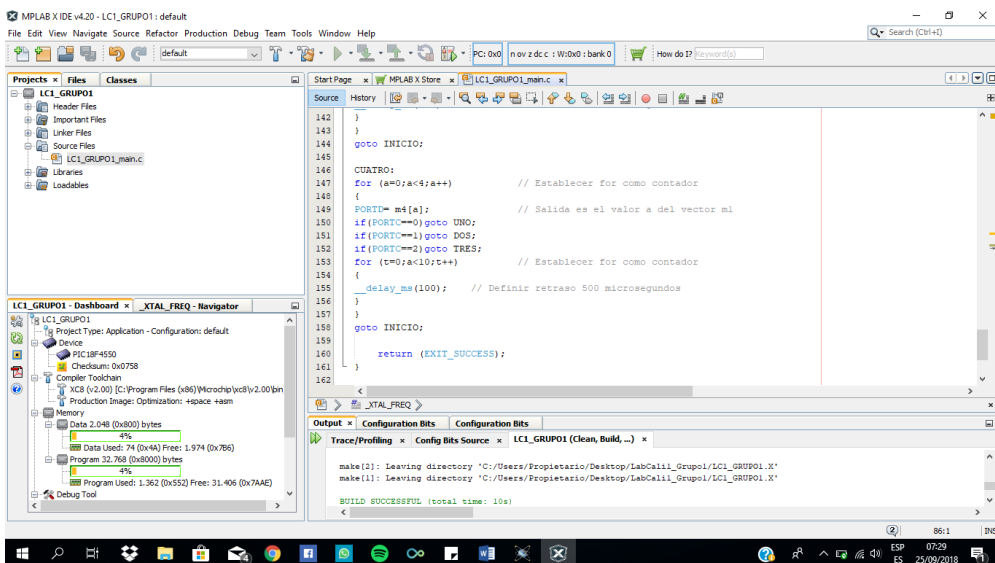 MPLAB X IDE v4.20 - LC1_GRUPO1 : default
File Edit View Navigate Source Refactor Production Debug Team Tools Window Help
Search (Ctrl+I)
default
PC: 0x0
n ov z dc c : W:0x0 : bank 0
How do I?
Keyword(s)
Projects x Files Classes
LC1_GRUPO1
Header Files
Important Files
Linker Files
Source Files
LC1_GRUPO1_main.c
Libraries
Loadables
Start Page x MPLAB X Store x LC1_GRUPO1_main.c x
Source History
142 }
143 }
144 goto INICIO;
145
146 CUATRO:
147 for (a=0;a<4;a++) // Establecer for como contador
148 {
149 PORTD= m4[a]; // Salida es el valor a del vector m1
150 if(PORTC==0)goto UNO;
151 if(PORTC==1)goto DOS;
152 if(PORTC==2)goto TRES;
153 for (t=0;a<10;t++) // Establecer for como contador
154 {
155 __delay_ms(100); // Definir retraso 500 microsegundos
156 }
157 }
158 goto INICIO;
159
160 return (EXIT_SUCCESS);
161 }
162
_XTAL_FREQ
LC1_GRUPO1 - Dashboard x _XTAL_FREQ - Navigator
LC1_GRUPO1
Project Type: Application - Configuration: default
Device
PIC18F4550
Checksum: 0x0758
Compiler Toolchain
XC8 (v2.00) [C:\Program Files (x86)\Microchip\xc8\v2.00\bin
Production Image: Optimization: +space +asm
Memory
Data 2.048 (0x800) bytes
4%
Data Used: 74 (0x4A) Free: 1.974 (0x7B6)
Program 32.768 (0x8000) bytes
4%
Program Used: 1.362 (0x552) Free: 31.406 (0x7AAE)
Debug Tool
Output x Configuration Bits Configuration Bits
Trace/Profiling x Config Bits Source x LC1_GRUPO1 (Clean, Build, ...) x
make[2]: Leaving directory 'C:/Users/Propietario/Desktop/LabCalil_Grupo1/LC1_GRUPO1.X'
make[1]: Leaving directory 'C:/Users/Propietario/Desktop/LabCalil_Grupo1/LC1_GRUPO1.X'
BUILD SUCCESSFUL (total time: 10s)
2 86:1 INS
ESP 07:29
ES 25/09/2018